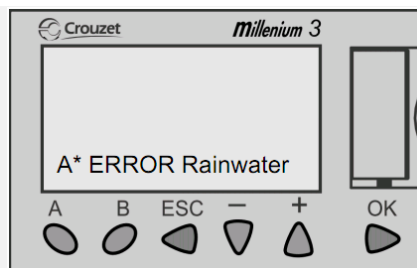 Crouzet millenium 3
A* ERROR Rainwater
A B ESC − + OK